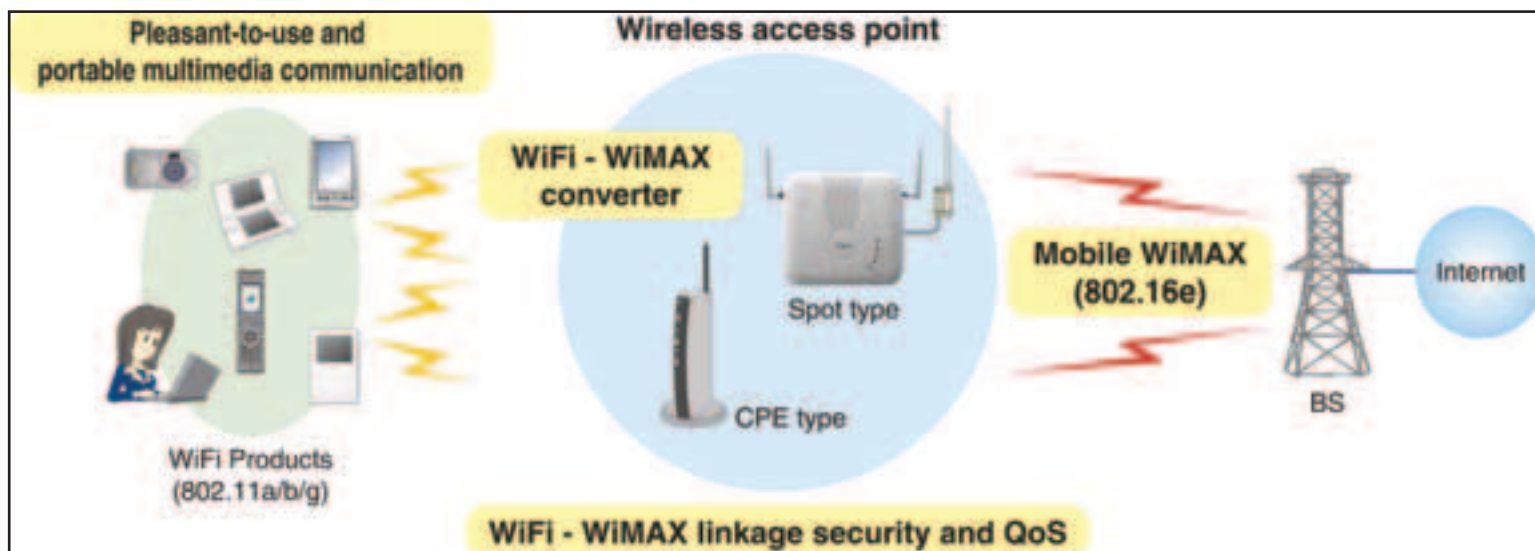 Pleasant-to-use and
portable multimedia communication
Wireless access point
WiFi - WiMAX
converter
Spot type
CPE type
Mobile WiMAX
(802.16e)
Internet
BS
WiFi Products
(802.11a/b/g)
WiFi - WiMAX linkage security and QoS